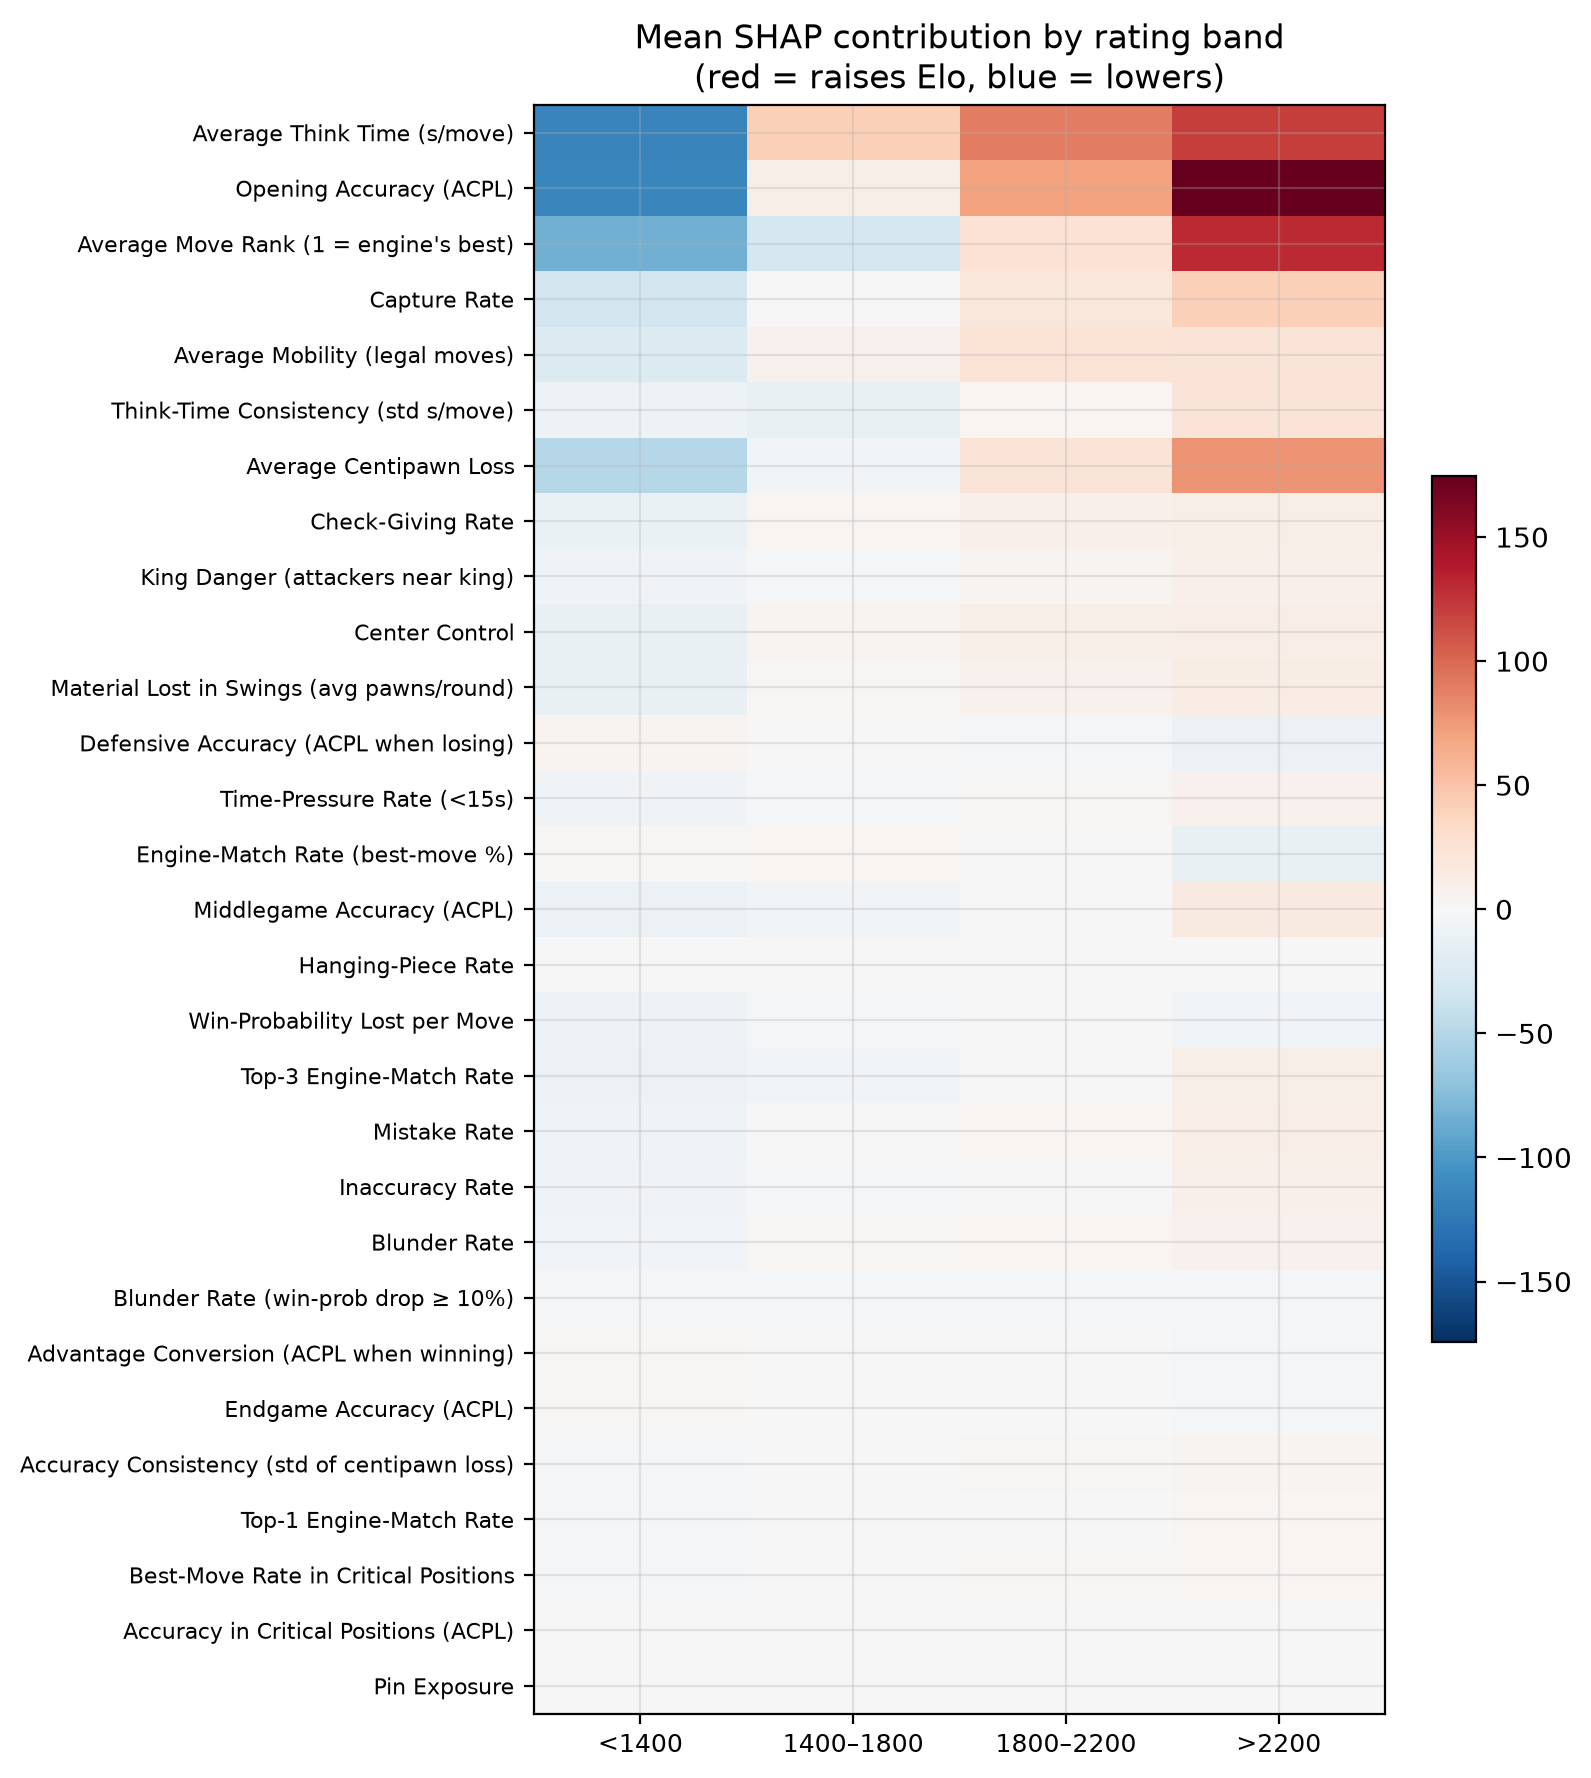 Mean SHAP contribution by rating band
(red = raises Elo, blue = lowers)
Average Think Time (s/move)
Opening Accuracy (ACPL)
Average Move Rank (1 = engine's best)
Capture Rate
Average Mobility (legal moves)
Think-Time Consistency (std s/move)
Average Centipawn Loss
Check-Giving Rate
King Danger (attackers near king)
Center Control
Material Lost in Swings (avg pawns/round)
Defensive Accuracy (ACPL when losing)
Time-Pressure Rate (<15s)
Engine-Match Rate (best-move %)
Middlegame Accuracy (ACPL)
Hanging-Piece Rate
Win-Probability Lost per Move
Top-3 Engine-Match Rate
Mistake Rate
Inaccuracy Rate
Blunder Rate
Blunder Rate (win-prob drop ≥ 10%)
Advantage Conversion (ACPL when winning)
Endgame Accuracy (ACPL)
Accuracy Consistency (std of centipawn loss)
Top-1 Engine-Match Rate
Best-Move Rate in Critical Positions
Accuracy in Critical Positions (ACPL)
Pin Exposure
<1400
1400–1800
1800–2200
>2200
150
100
50
0
−50
−100
−150